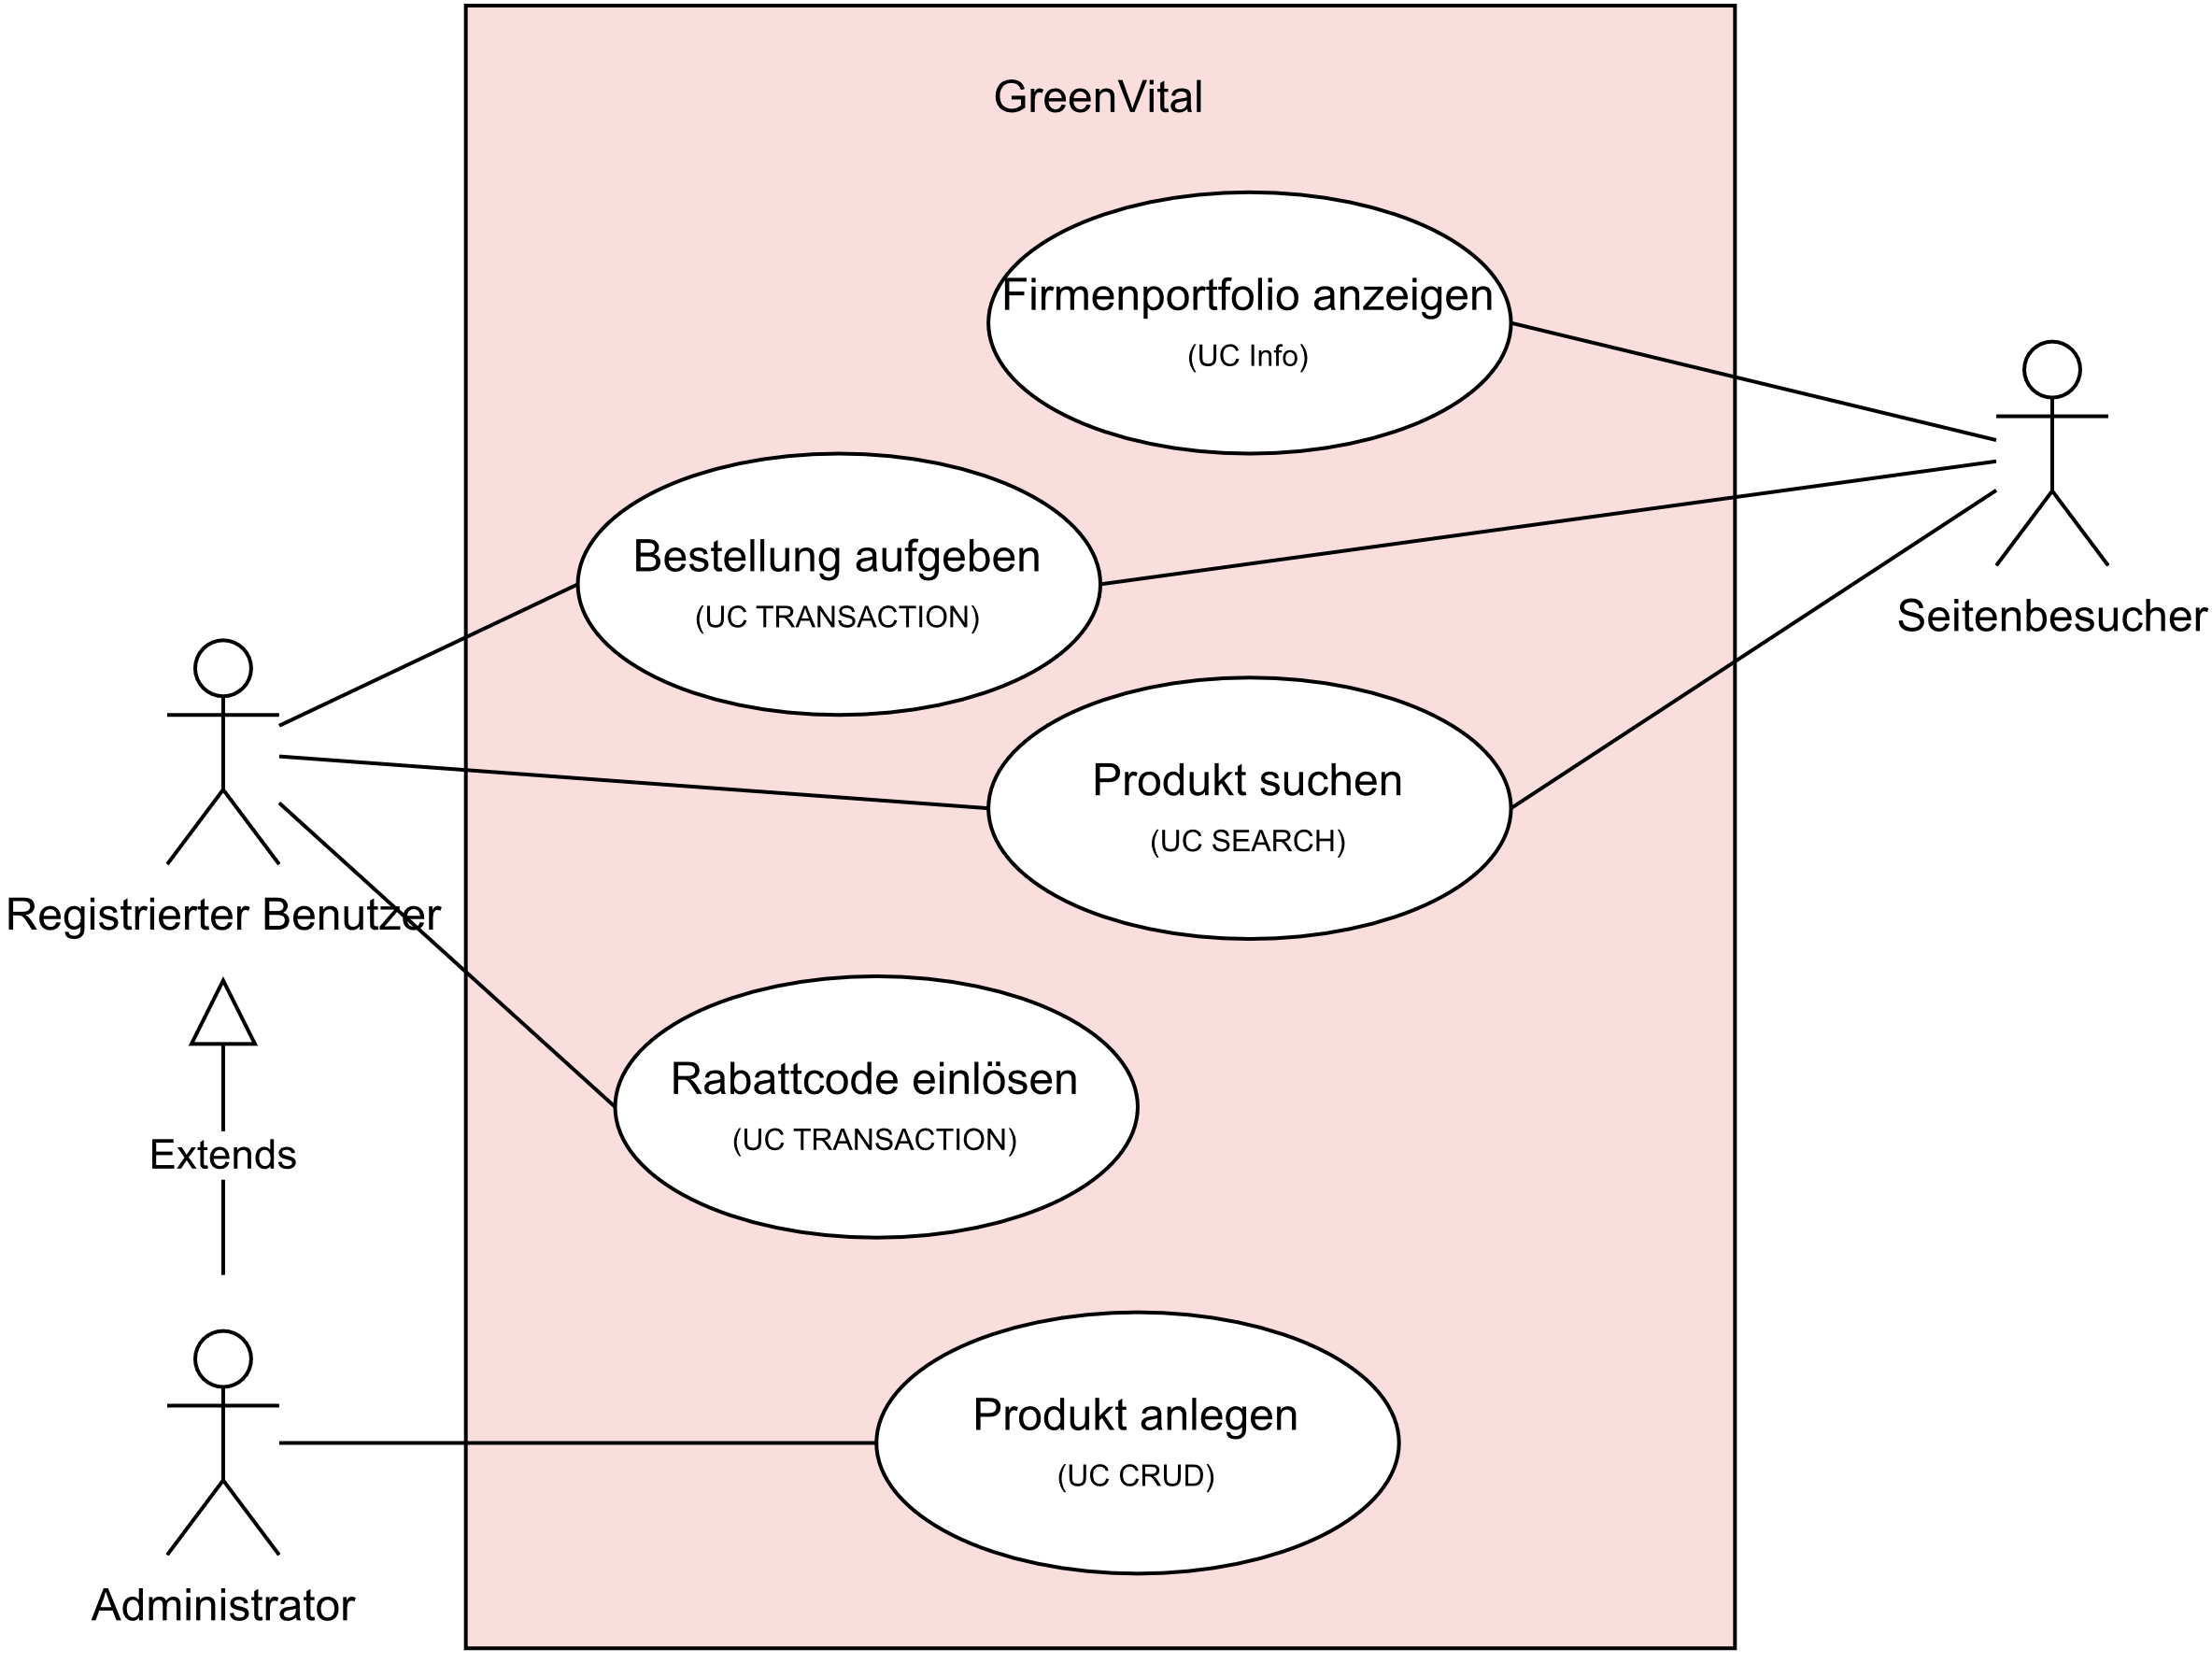 GreenVital
Firmenportfolio anzeigen
(UC Info)
Bestellung aufgeben
(UC TRANSACTION)
Seitenbesucher
Produkt suchen
(UC SEARCH)
Registrierter Benutzer
Rabattcode einlösen
(UC TRANSACTION)
Extends
Produkt anlegen
(UC CRUD)
Administrator